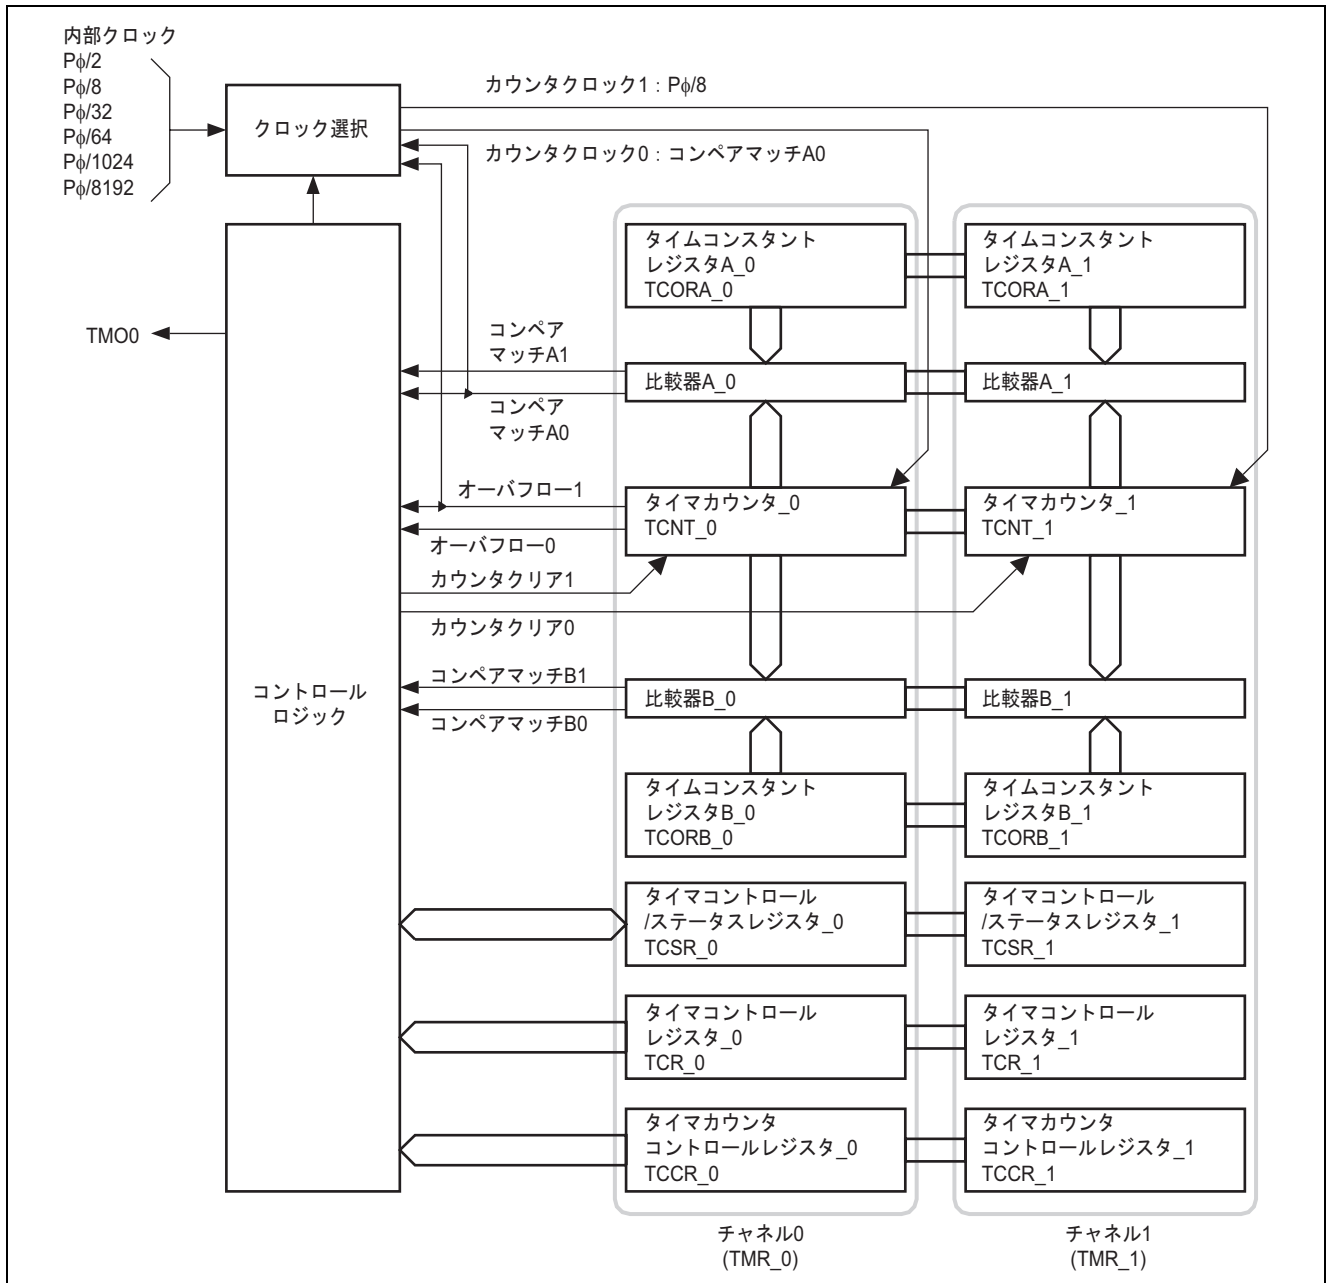 内部クロック
Pφ/2
Pφ/8
Pφ/32
Pφ/64
Pφ/1024
Pφ/8192
クロック選択
カウンタクロック1：Pφ/8
カウンタクロック0：コンペアマッチA0
TMO0
コントロール
ロジック
コンペア
マッチA1
コンペア
マッチA0
オーバフロー1
オーバフロー0
カウンタクリア1
カウンタクリア0
コンペアマッチB1
コンペアマッチB0
タイムコンスタント
レジスタA_0
TCORA_0
比較器A_0
タイマカウンタ_0
TCNT_0
比較器B_0
タイムコンスタント
レジスタB_0
TCORB_0
タイマコントロール
/ステータスレジスタ_0
TCSR_0
タイマコントロール
レジスタ_0
TCR_0
タイマカウンタ
コントロールレジスタ_0
TCCR_0
チャネル0
(TMR_0)
タイムコンスタント
レジスタA_1
TCORA_1
比較器A_1
タイマカウンタ_1
TCNT_1
比較器B_1
タイムコンスタント
レジスタB_1
TCORB_1
タイマコントロール
/ステータスレジスタ_1
TCSR_1
タイマコントロール
レジスタ_1
TCR_1
タイマカウンタ
コントロールレジスタ_1
TCCR_1
チャネル1
(TMR_1)